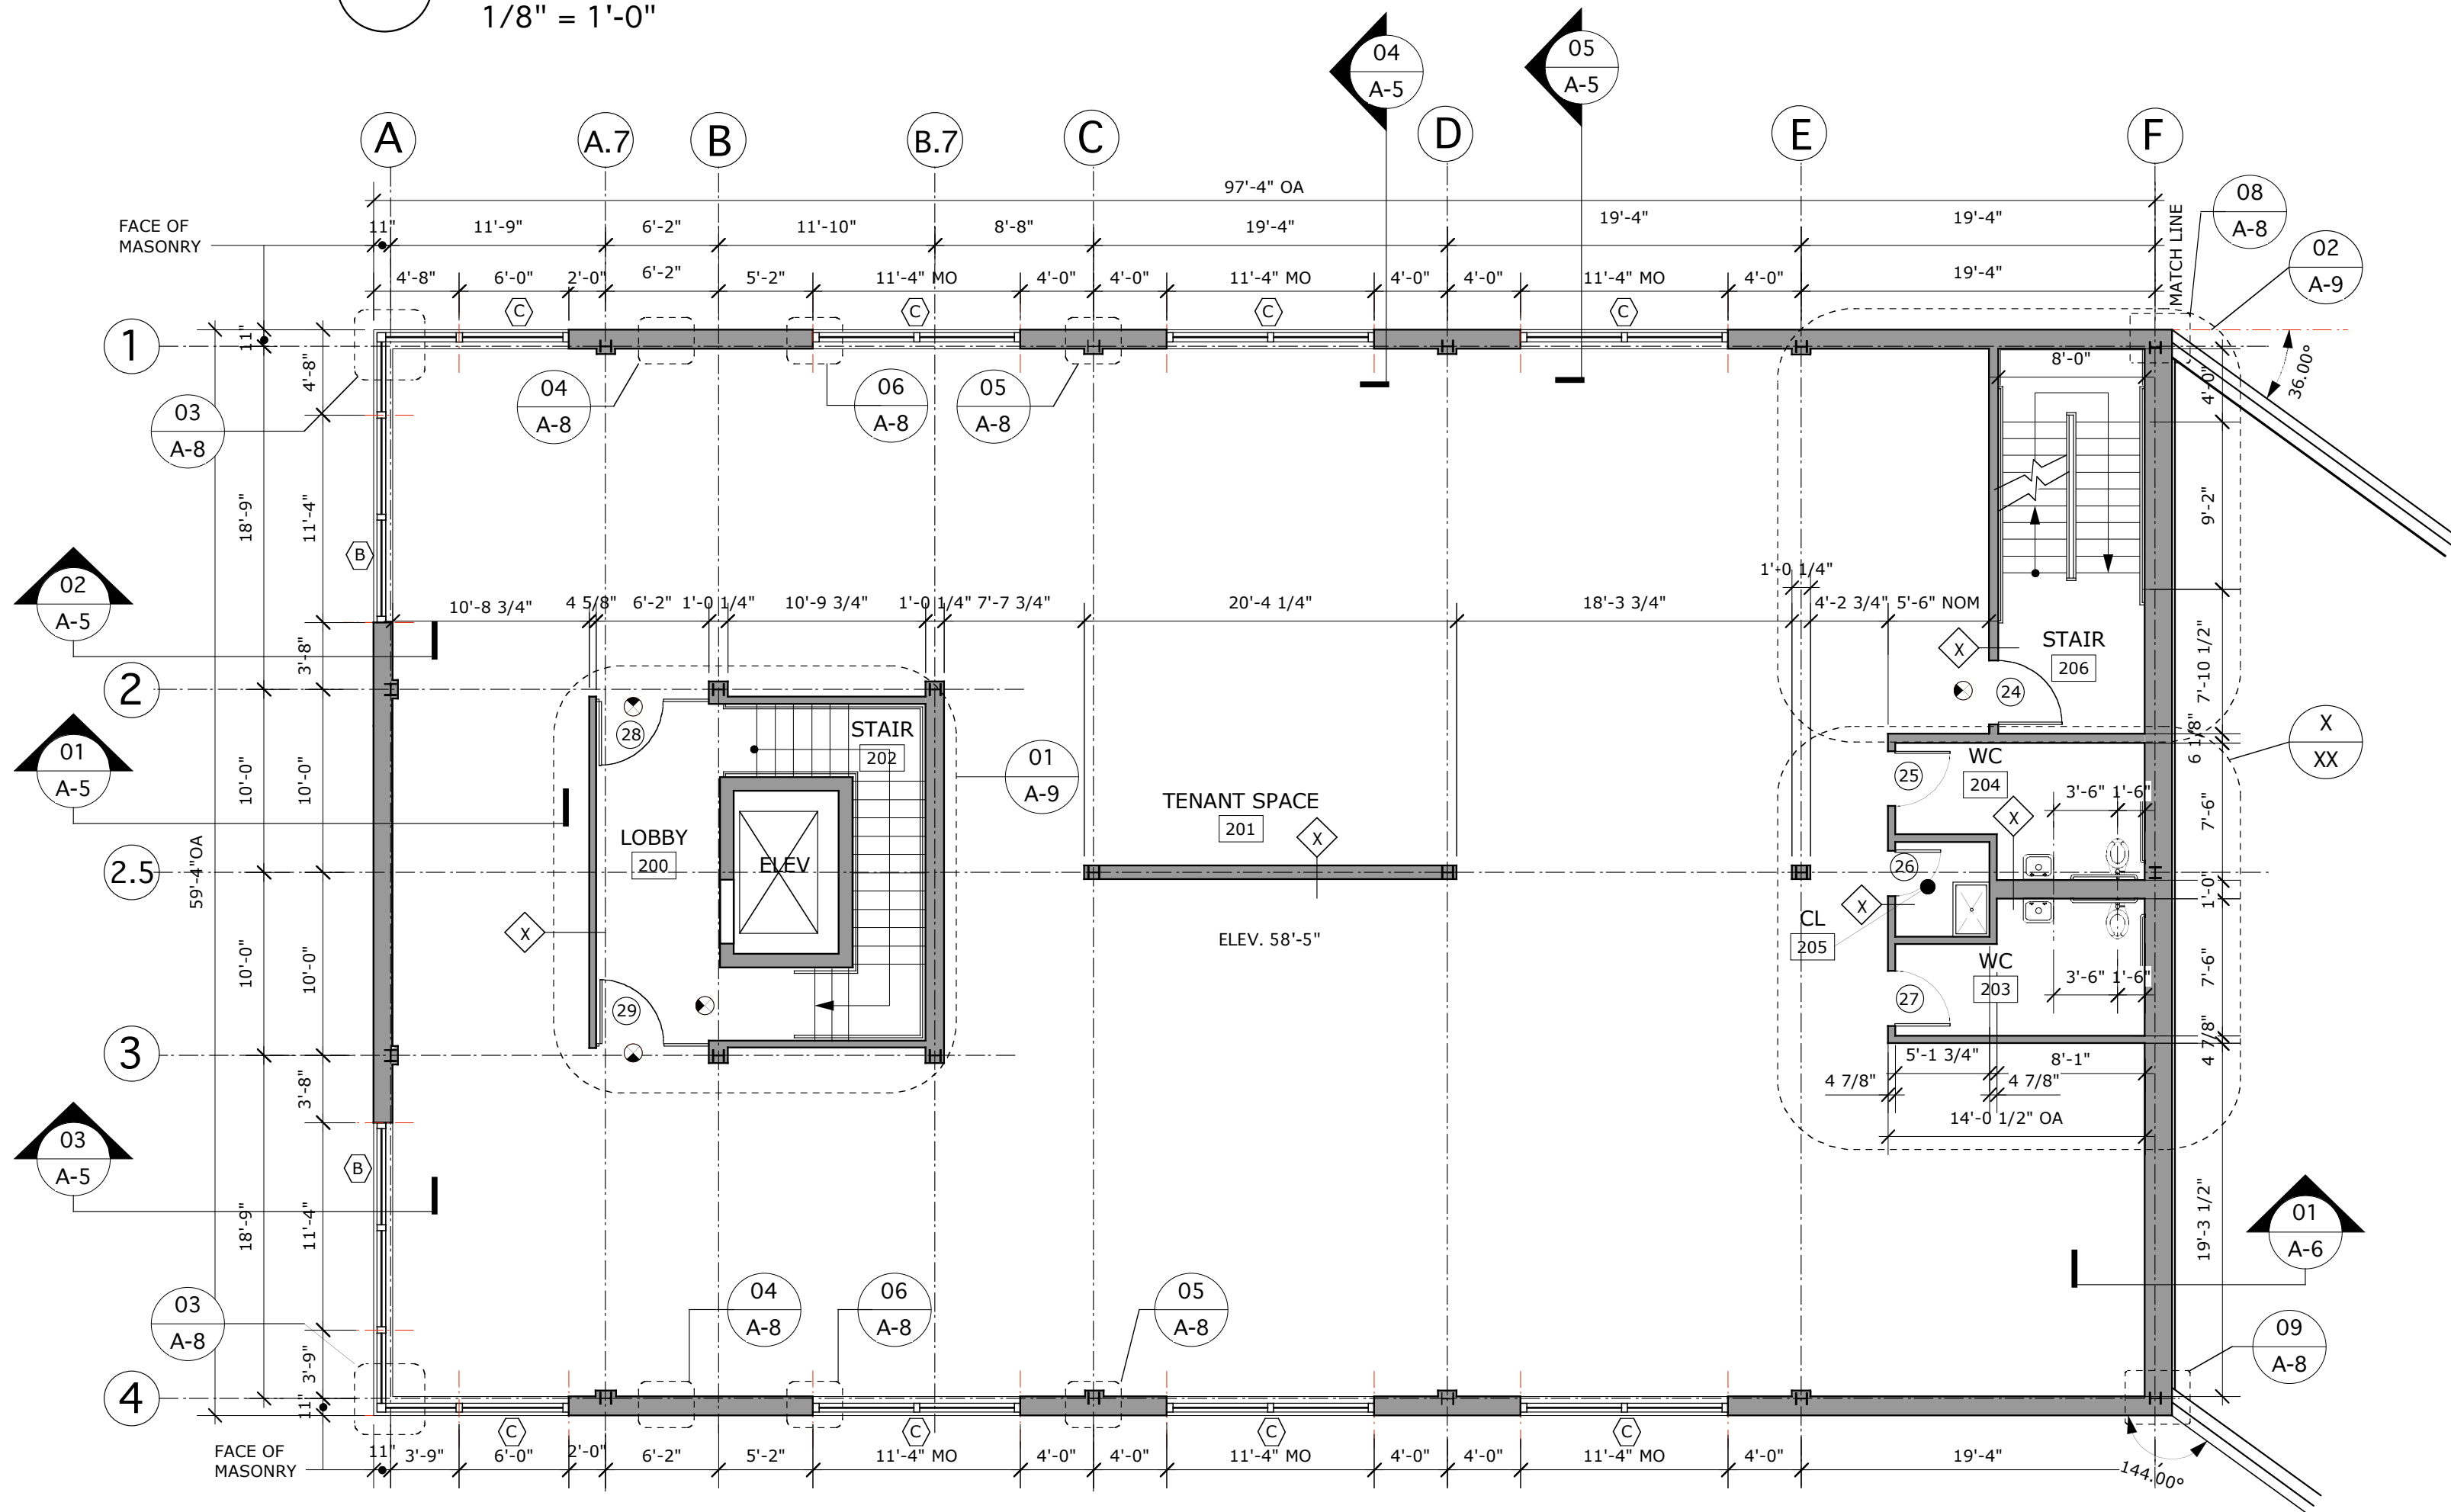 1/8" = 1'-0"
04
A-5
05
A-5
A
A.7
B
B.7
C
D
E
F
97'-4" OA
08
A-8
FACE OF
MASONRY
11"
11'-9"
6'-2"
11'-10"
8'-8"
19'-4"
19'-4"
19'-4"
MATCH LINE
02
A-9
4'-8"
6'-0"
2'-0"
6'-2"
5'-2"
11'-4" MO
4'-0"
4'-0"
11'-4" MO
4'-0"
4'-0"
11'-4" MO
4'-0"
19'-4"
C
C
C
C
1
11"
4'-8"
8'-0"
4'-0"
36.00°
03
A-8
04
A-8
06
A-8
05
A-8
18'-9"
11'-4"
9'-2"
B
02
A-5
1'-0 1/4"
10'-8 3/4"
4 5/8"
6'-2"
1'-0 1/4"
10'-9 3/4"
1'-0 1/4"
7'-7 3/4"
20'-4 1/4"
18'-3 3/4"
4'-2 3/4"
5'-6" NOM
3'-8"
X
STAIR
206
7'-10 1/2"
2
24
28
STAIR
202
6 1/8"
X
XX
01
A-5
10'-0"
10'-0"
01
A-9
WC
204
25
3'-6"
1'-6"
7'-6"
TENANT SPACE
201
X
X
LOBBY
200
ELEV
2.5
59'-4"OA
26
1'-0"
X
X
CL
205
ELEV. 58'-5"
10'-0"
10'-0"
WC
203
27
3'-6"
1'-6"
7'-6"
29
3
3'-8"
4 7/8"
5'-1 3/4"
8'-1"
4 7/8"
4 7/8"
14'-0 1/2" OA
03
A-5
B
18'-9"
11'-4"
19'-3 1/2"
01
A-6
03
A-8
04
A-8
06
A-8
05
A-8
09
A-8
3'-9"
4
11"
C
C
C
C
FACE OF
MASONRY
11"
3'-9"
6'-0"
2'-0"
6'-2"
5'-2"
11'-4" MO
4'-0"
4'-0"
11'-4" MO
4'-0"
4'-0"
11'-4" MO
4'-0"
19'-4"
144.00°